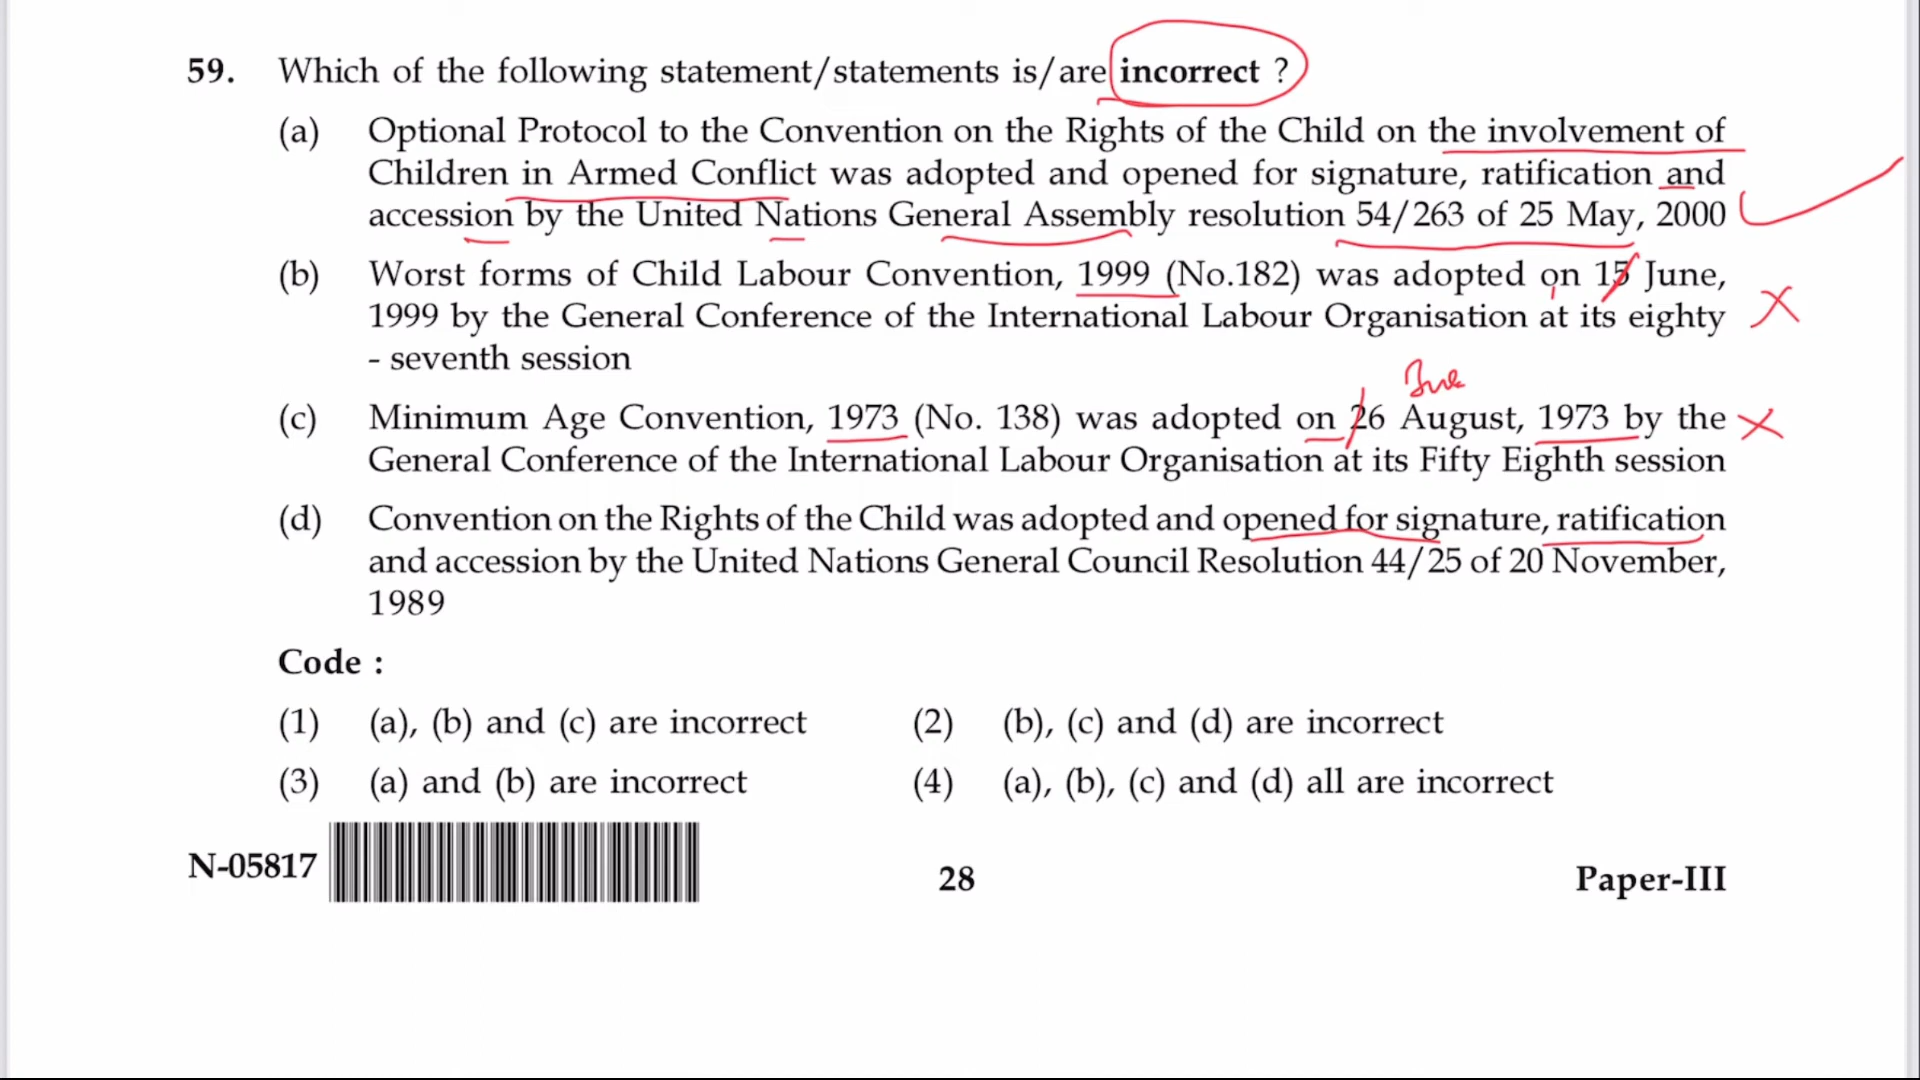 59. Which of the following statement/statements is/are incorrect ?
(a) Optional Protocol to the Convention on the Rights of the Child on the involvement of
Children in Armed Conflict was adopted and opened for signature, ratification and
accession by the United Nations General Assembly resolution 54/263 of 25 May, 2000
(b) Worst forms of Child Labour Convention, 1999 (No.182) was adopted on 15 June,
1999 by the General Conference of the International Labour Organisation at its eighty
- seventh session
(c) Minimum Age Convention, 1973 (No. 138) was adopted on 26 August, 1973 by the
General Conference of the International Labour Organisation at its Fifty Eighth session
(d) Convention on the Rights of the Child was adopted and opened for signature, ratification
and accession by the United Nations General Council Resolution 44/25 of 20 November,
1989
Code :
(1) (a), (b) and (c) are incorrect (2) (b), (c) and (d) are incorrect
(3) (a) and (b) are incorrect (4) (a), (b), (c) and (d) all are incorrect
N-05817 28 Paper-III